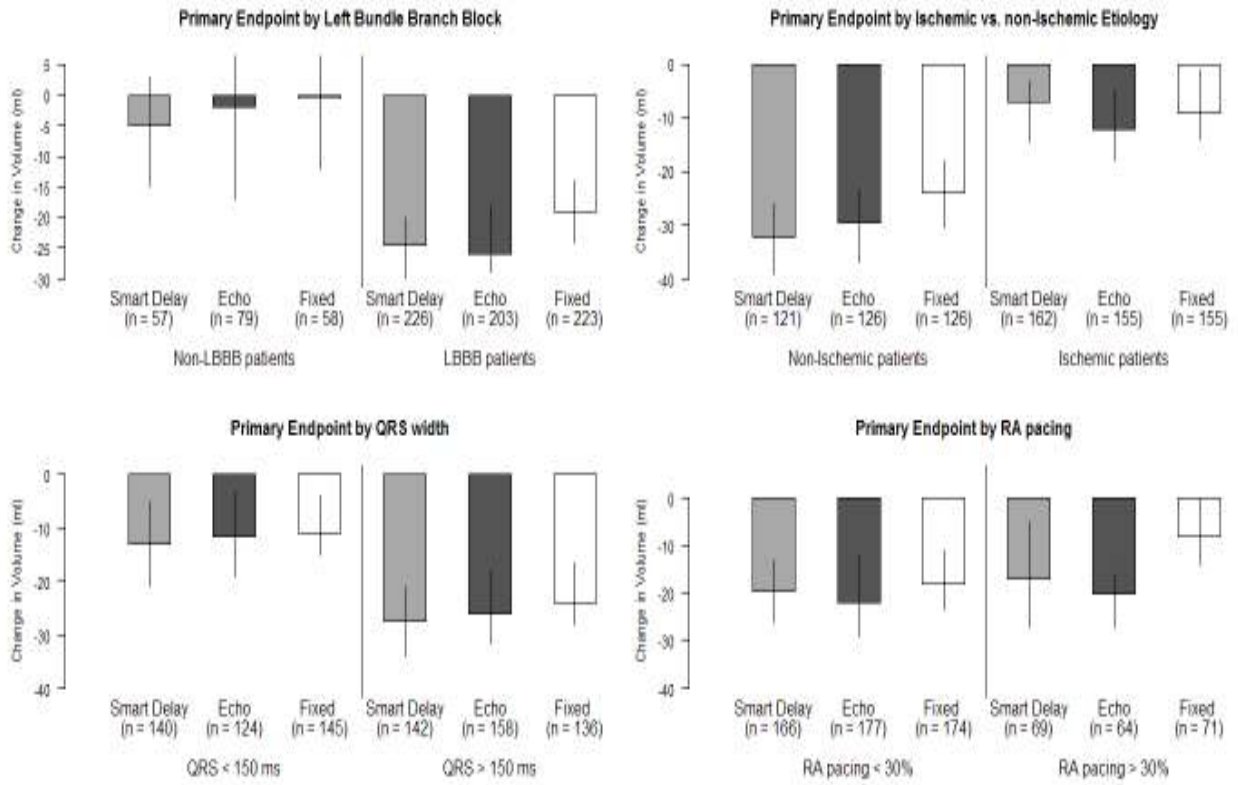 Primary Endpoint by Left Bundle Branch Block
Change in Volume (ml)
5
0
-5
-10
-15
-20
-25
-30
Smart Delay Echo Fixed Smart Delay Echo Fixed
(n = 57) (n = 79) (n = 58) (n = 226) (n = 203) (n = 223)
Non-LBBB patients LBBB patients
Primary Endpoint by Ischemic vs. non-Ischemic Etiology
Change in Volume (ml)
0
-10
-20
-30
-40
Smart Delay Echo Fixed Smart Delay Echo Fixed
(n = 121) (n = 126) (n = 126) (n = 162) (n = 155) (n = 155)
Non-Ischemic patients Ischemic patients
Primary Endpoint by QRS width
Change in Volume (ml)
0
-10
-20
-30
-40
Smart Delay Echo Fixed Smart Delay Echo Fixed
(n = 140) (n = 124) (n = 145) (n = 142) (n = 158) (n = 136)
QRS < 150 ms QRS > 150 ms
Primary Endpoint by RA pacing
Change in Volume (ml)
0
-10
-20
-30
-40
Smart Delay Echo Fixed Smart Delay Echo Fixed
(n = 166) (n = 177) (n = 174) (n = 69) (n = 64) (n = 71)
RA pacing < 30% RA pacing > 30%